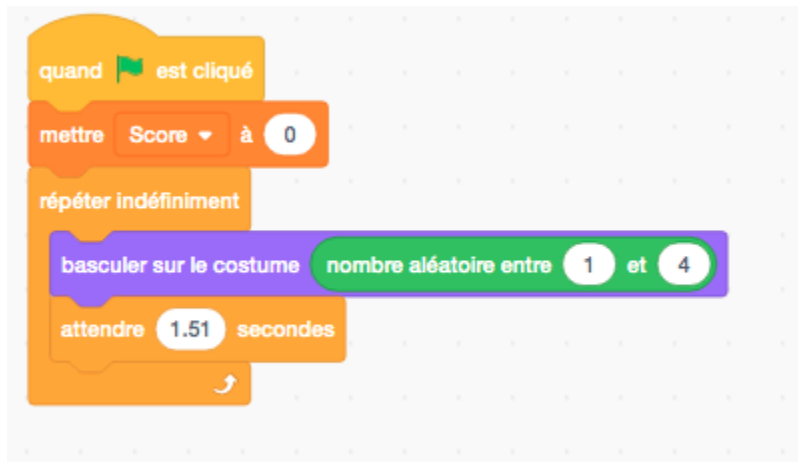 quand est cliqué
mettre Score à 0
répéter indéfiniment
basculer sur le costume nombre aléatoire entre 1 et 4
attendre 1.51 secondes